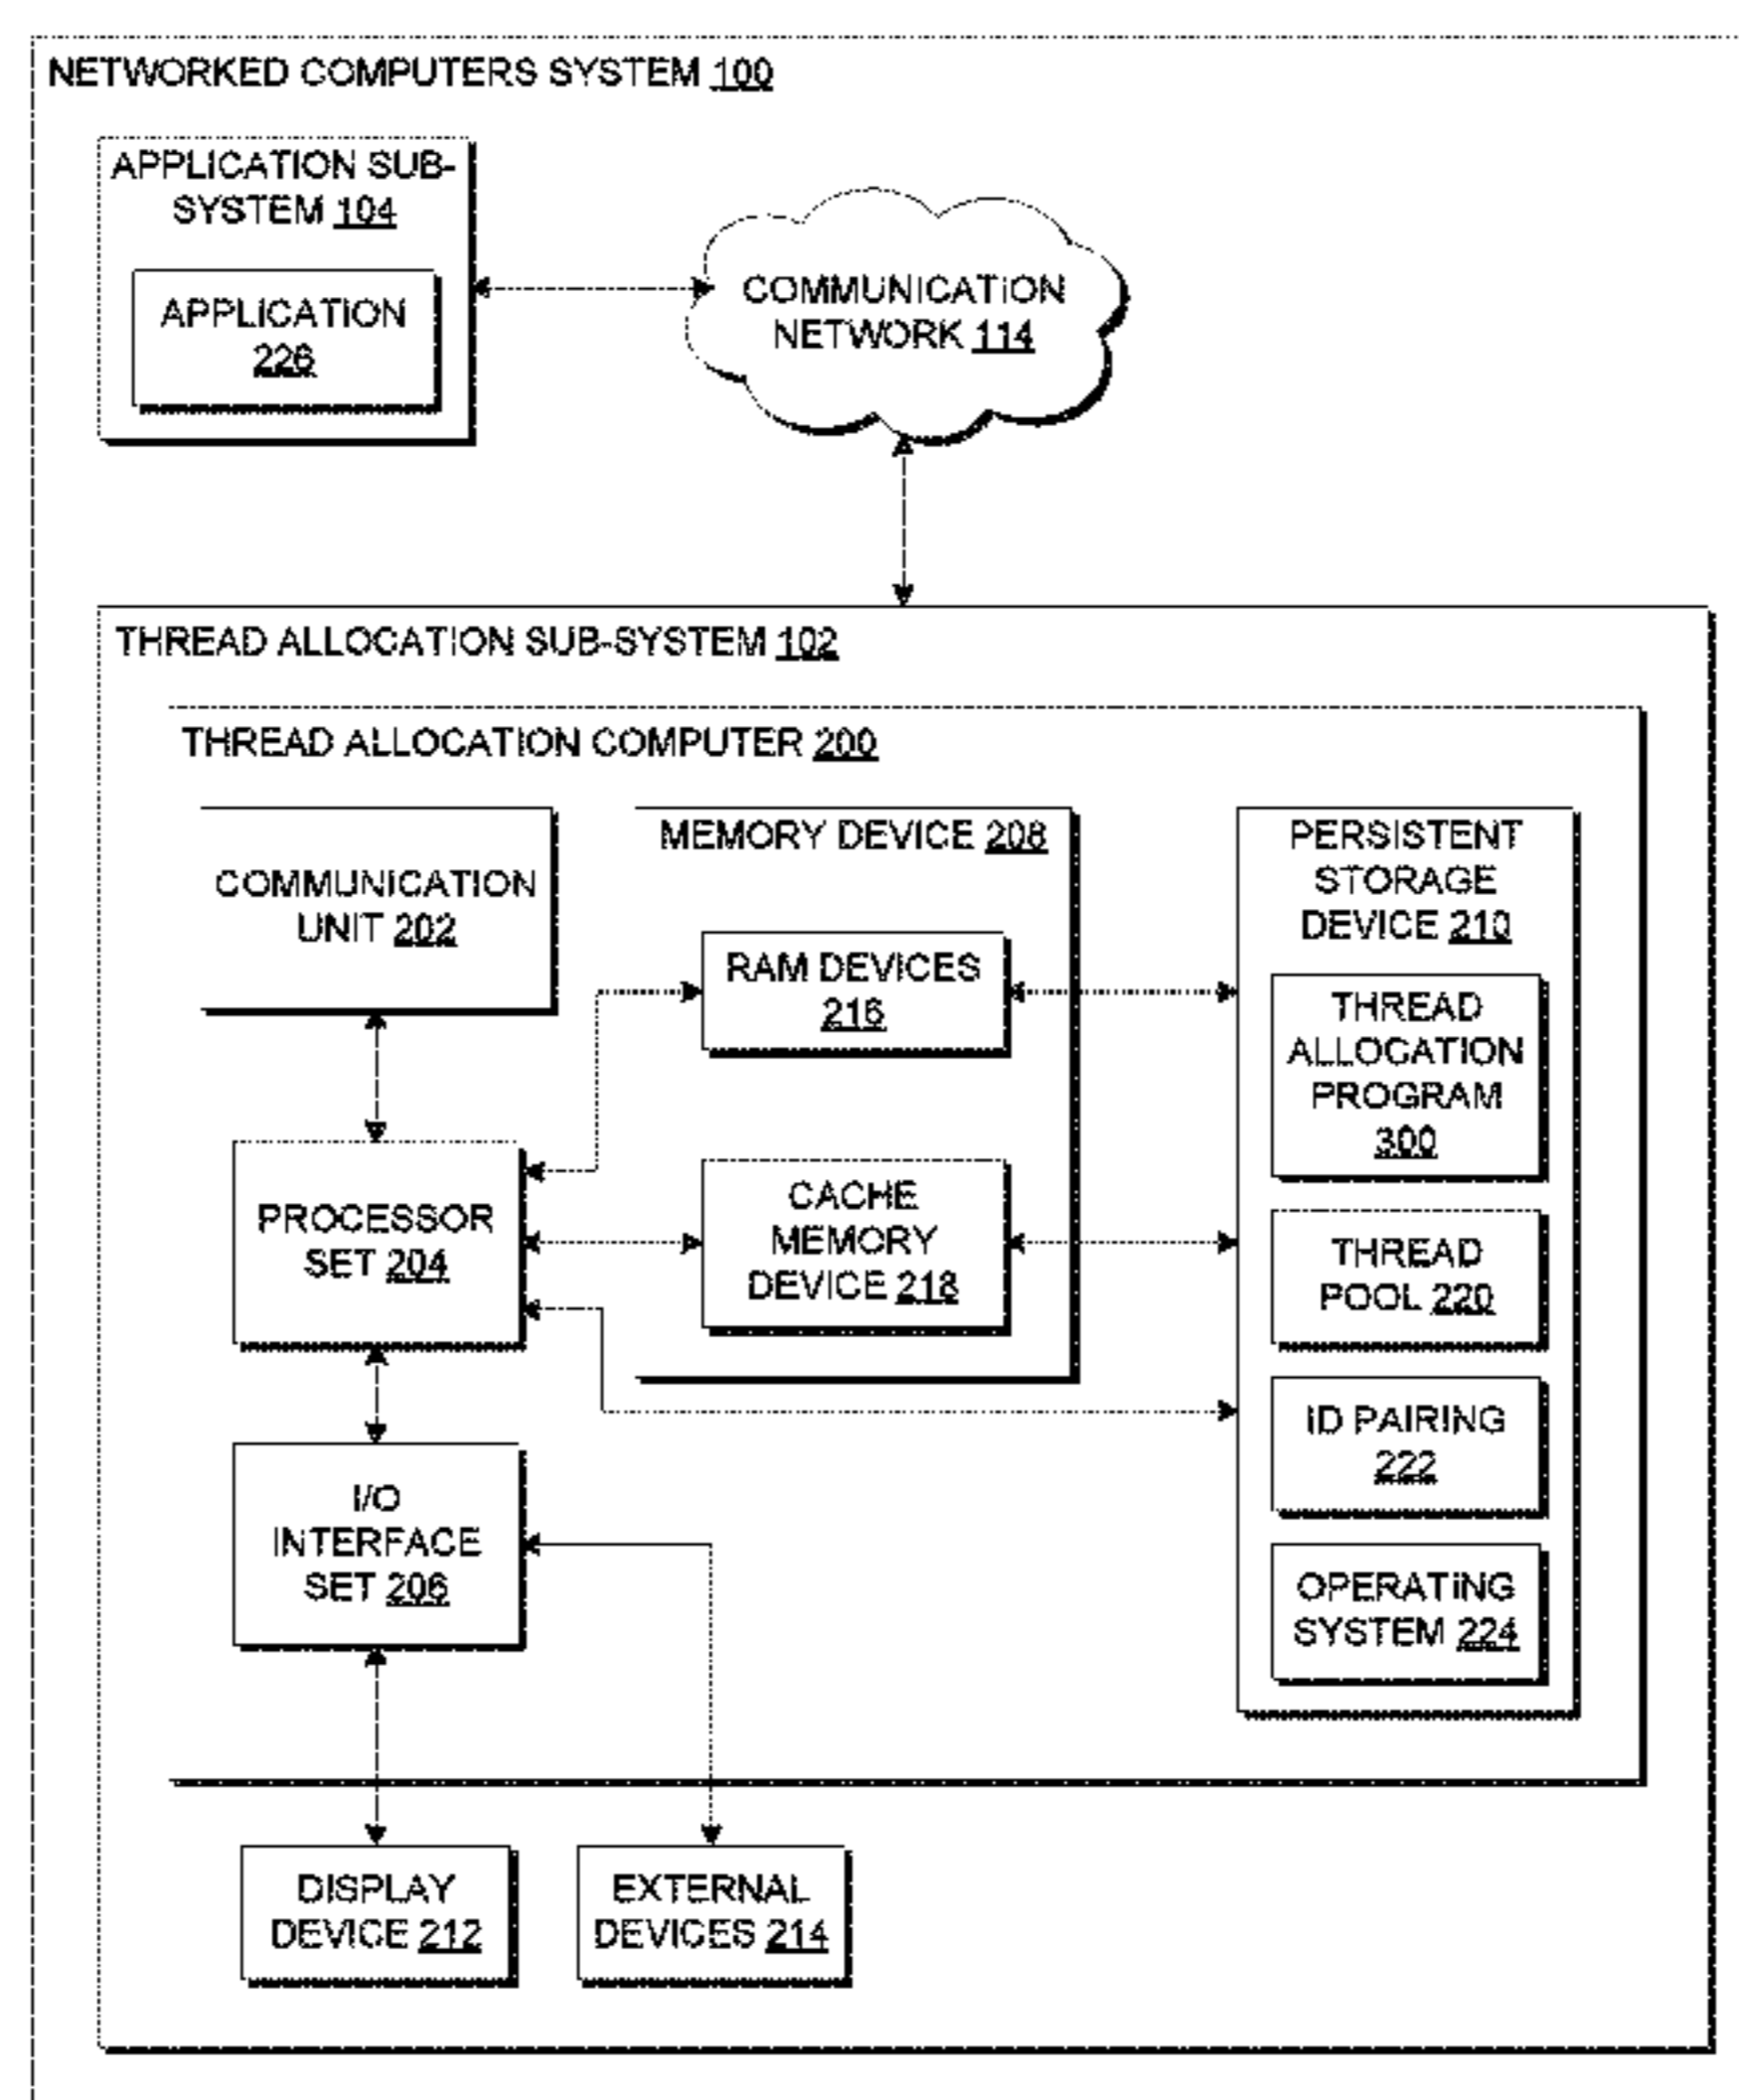 NETWORKED COMPUTERS SYSTEM 100
APPLICATION SUB-
SYSTEM 104
APPLICATION
226
COMMUNICATION
NETWORK 114
THREAD ALLOCATION SUB-SYSTEM 102
THREAD ALLOCATION COMPUTER 200
COMMUNICATION
UNIT 202
MEMORY DEVICE 208
RAM DEVICES
216
CACHE
MEMORY
DEVICE 218
PROCESSOR
SET 204
I/O
INTERFACE
SET 206
PERSISTENT
STORAGE
DEVICE 210
THREAD
ALLOCATION
PROGRAM
300
THREAD
POOL 220
ID PAIRING
222
OPERATING
SYSTEM 224
DISPLAY
DEVICE 212
EXTERNAL
DEVICES 214